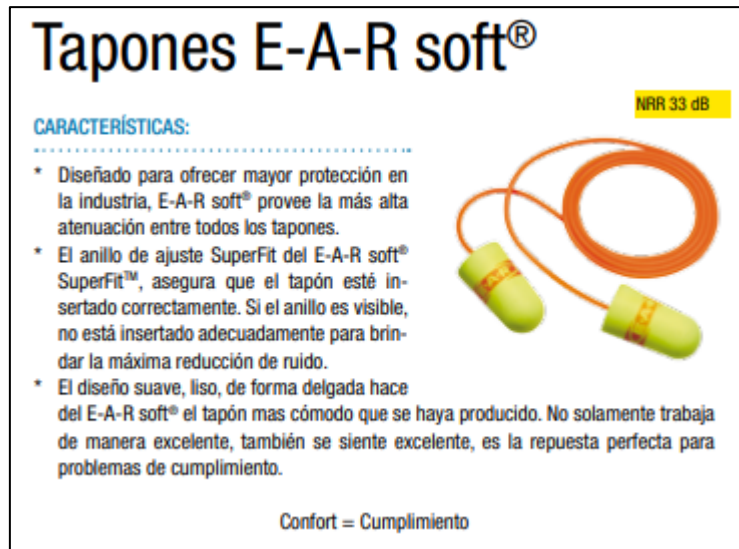 Tapones E-A-R soft®
NRR 33 dB
CARACTERÍSTICAS:
* Diseñado para ofrecer mayor protección en
la industria, E-A-R soft® provee la más alta
atenuación entre todos los tapones.
* El anillo de ajuste SuperFit del E-A-R soft®
SuperFit™, asegura que el tapón esté in-
sertado correctamente. Si el anillo es visible,
no está insertado adecuadamente para brin-
dar la máxima reducción de ruido.
* El diseño suave, liso, de forma delgada hace
del E-A-R soft® el tapón mas cómodo que se haya producido. No solamente trabaja
de manera excelente, también se siente excelente, es la repuesta perfecta para
problemas de cumplimiento.
Confort = Cumplimiento